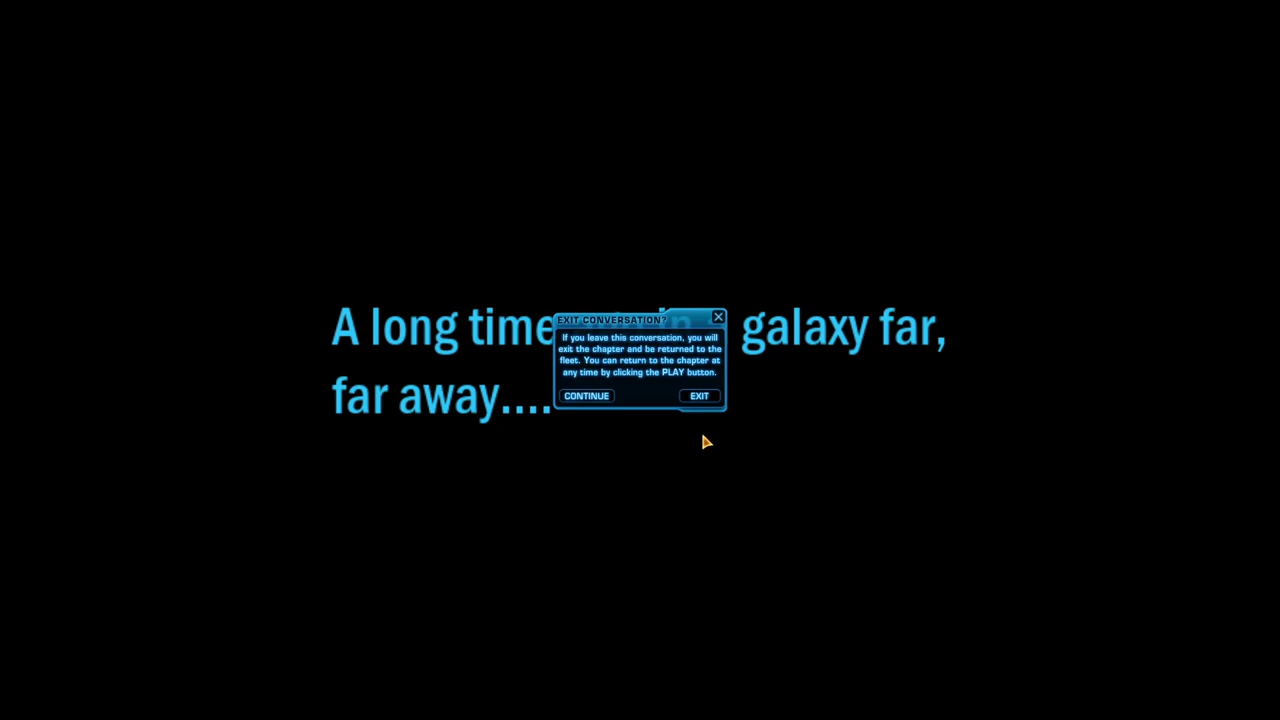 A long time in galaxy far,
far away....
EXIT CONVERSATION?
If you leave this conversation, you will
exit the chapter and be returned to the
fleet. You can return to the chapter at
any time by clicking the PLAY button.
CONTINUE
EXIT